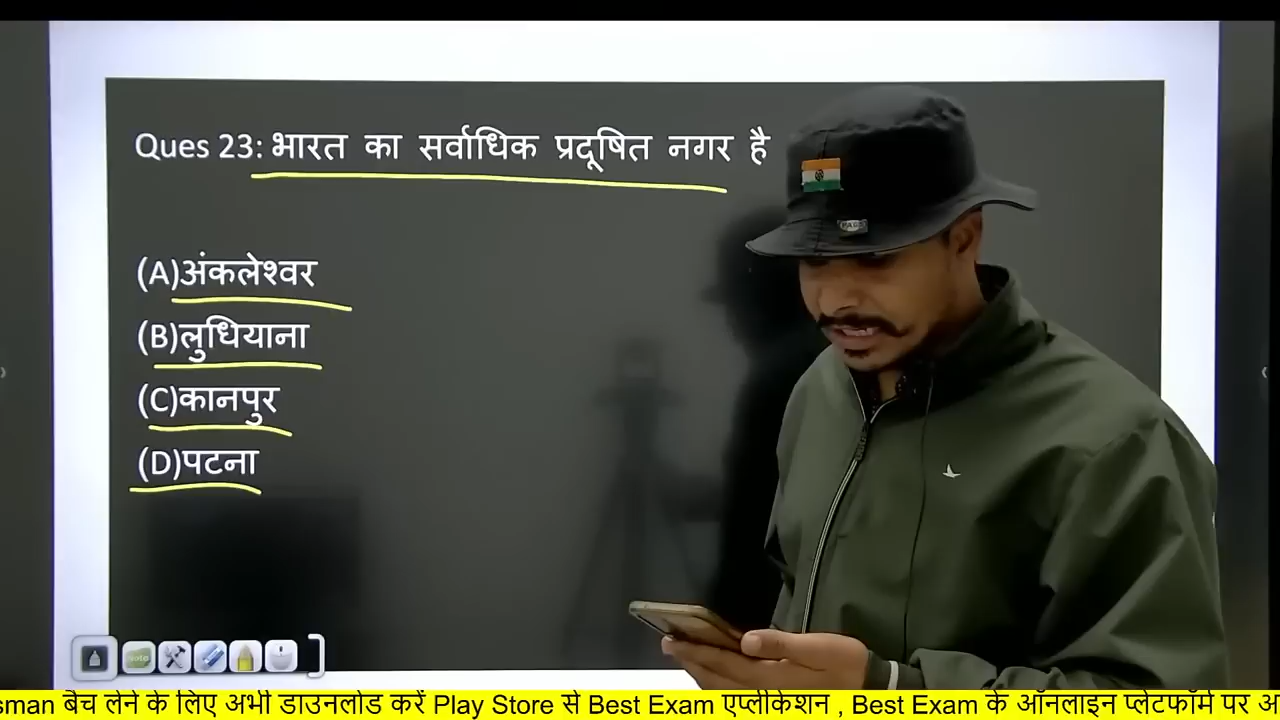 Ques 23: भारत का सर्वाधिक प्रदूषित नगर है
(A)अंकलेश्वर
(B)लुधियाना
(C)कानपुर
(D)पटना
sman बैच लेने के लिए अभी डाउनलोड करें Play Store से Best Exam एप्लीकेशन , Best Exam के ऑनलाइन प्लेटफॉर्म पर अ